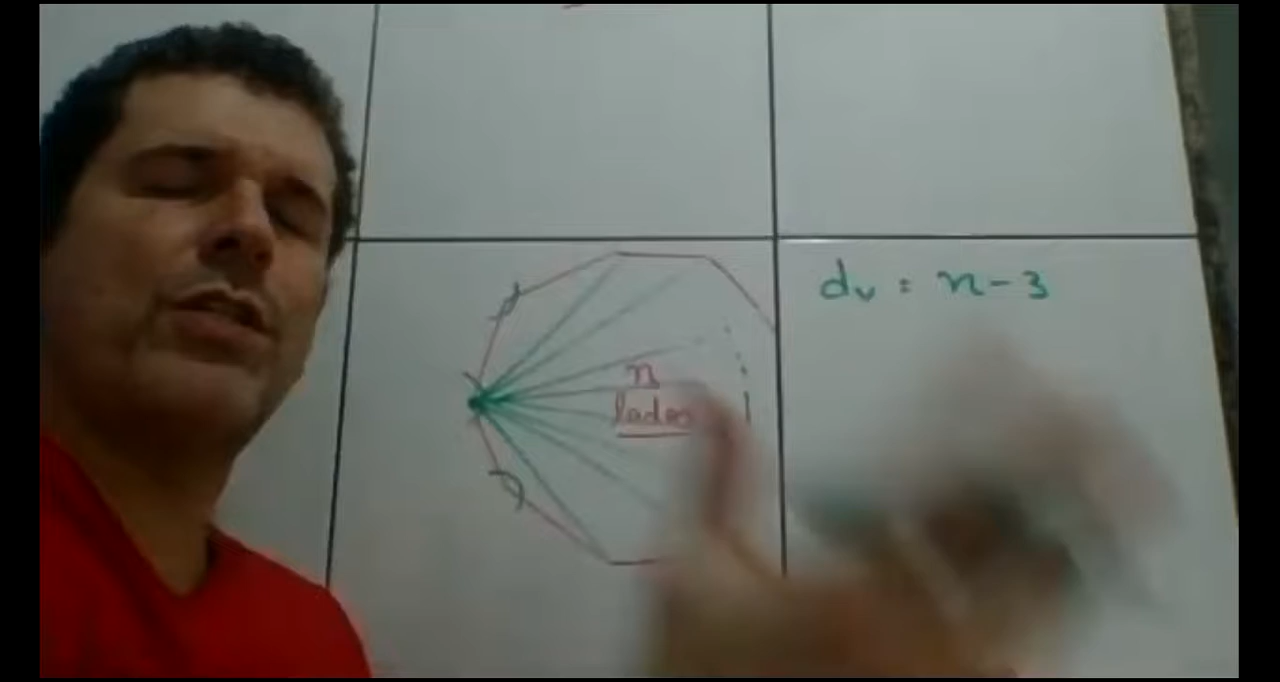 n
lados
dv = n-3